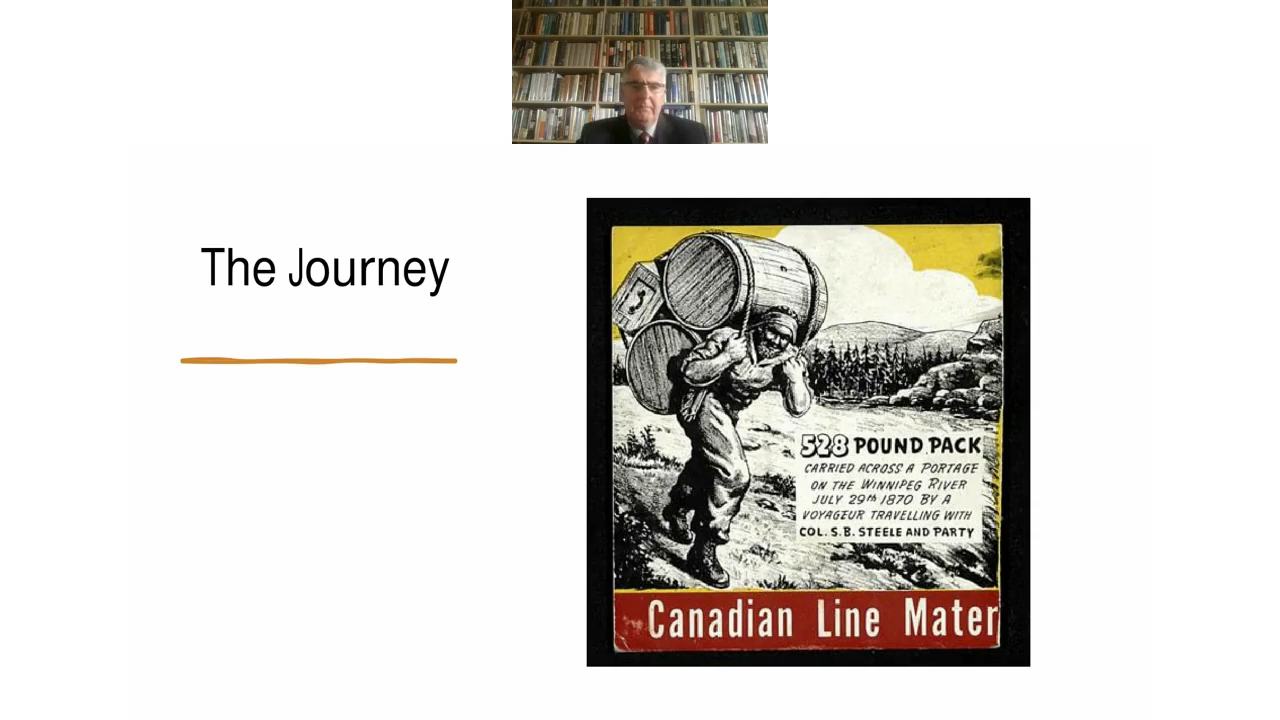 The Journey
528 POUND PACK
CARRIED ACROSS A PORTAGE
ON THE WINNIPEG RIVER
JULY 29th 1870 BY A
VOYAGEUR TRAVELLING WITH
COL. S.B. STEELE AND PARTY
Canadian Line Mater